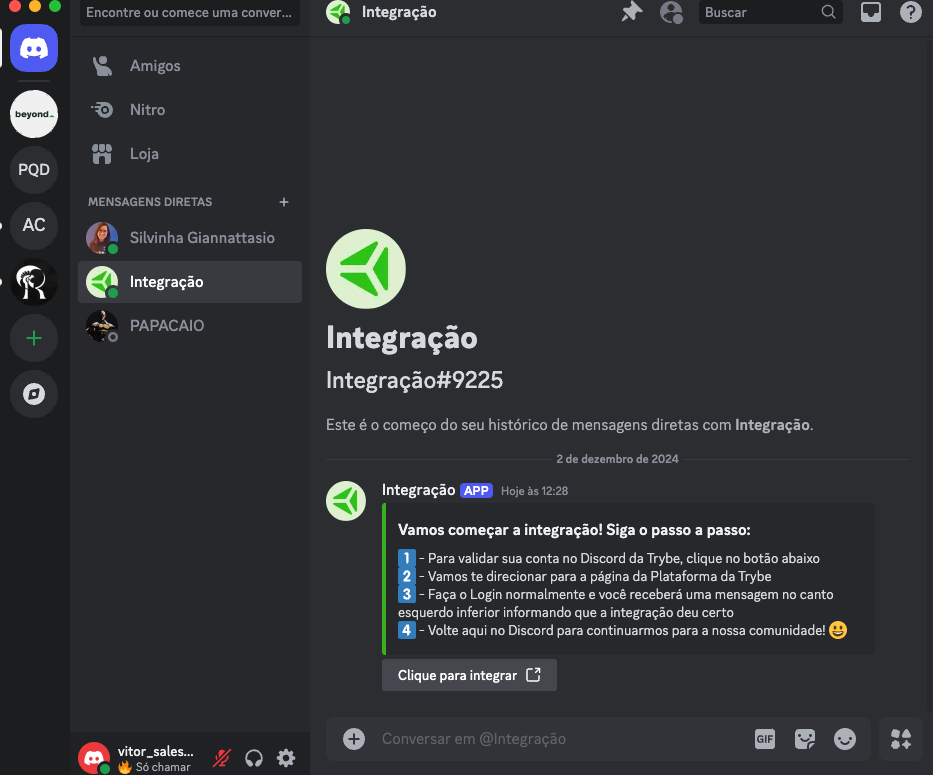 Encontre ou comece uma conver...
Integração
Buscar
Amigos
Nitro
Loja
beyond
PQD
AC
MENSAGENS DIRETAS
Silvinha Giannattasio
Integração
PAPACAIO
Integração
Integração#9225
Este é o começo do seu histórico de mensagens diretas com Integração.
2 de dezembro de 2024
Integração APP Hoje às 12:28
Vamos começar a integração! Siga o passo a passo:
1 - Para validar sua conta no Discord da Trybe, clique no botão abaixo
2 - Vamos te direcionar para a página da Plataforma da Trybe
3 - Faça o Login normalmente e você receberá uma mensagem no canto
esquerdo inferior informando que a integração deu certo
4 - Volte aqui no Discord para continuarmos para a nossa comunidade! 😀
Clique para integrar
Conversar em @Integração
GIF
vitor_sales...
🔥 Só chamar